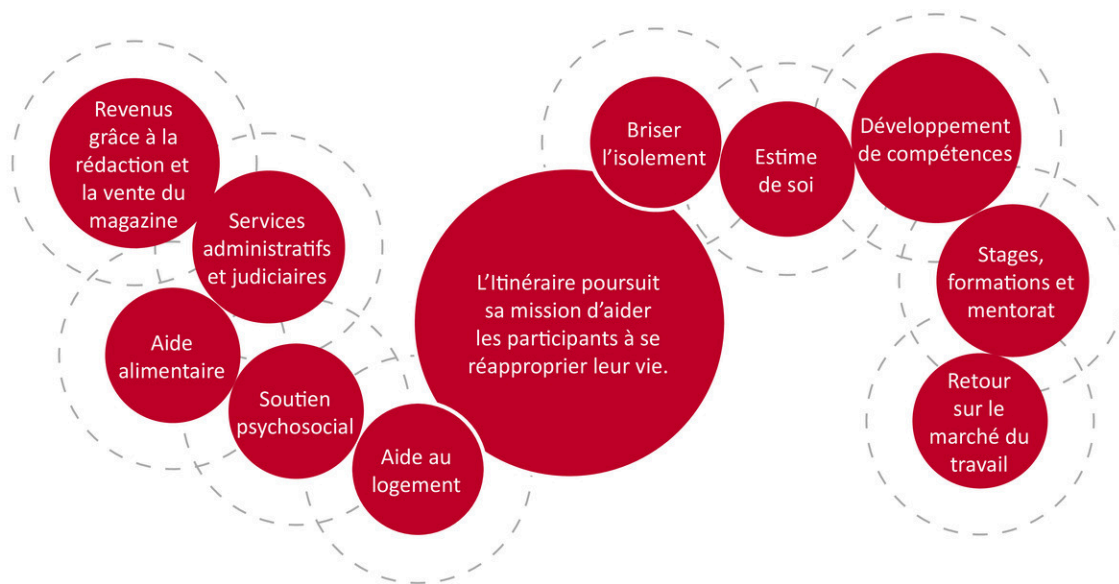 Revenus
grâce à la
rédaction et
la vente du
magazine
Services
administratifs
et judiciaires
Aide
alimentaire
Soutien
psychosocial
Aide au
logement
L’Itinéraire poursuit
sa mission d’aider
les participants à se
réapproprier leur vie.
Briser
l’isolement
Estime
de soi
Développement
de compétences
Stages,
formations et
mentorat
Retour
sur le
marché du
travail